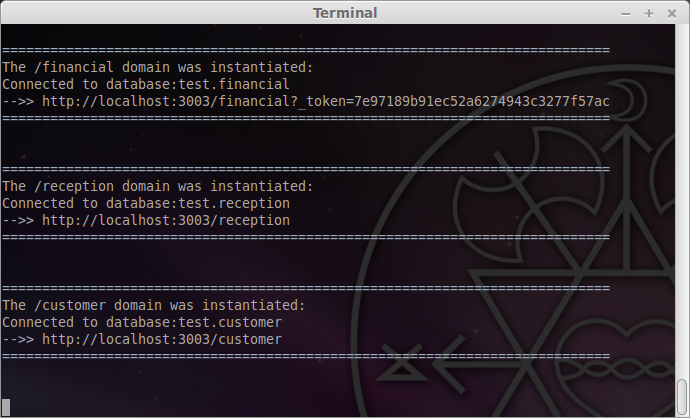 Terminal
============================================================================
The /financial domain was instantiated:
Connected to database:test.financial
-->> http://localhost:3003/financial?_token=7e97189b91ec52a6274943c3277f57ac
============================================================================
============================================================================
The /reception domain was instantiated:
Connected to database:test.reception
-->> http://localhost:3003/reception
============================================================================
============================================================================
The /customer domain was instantiated:
Connected to database:test.customer
-->> http://localhost:3003/customer
============================================================================